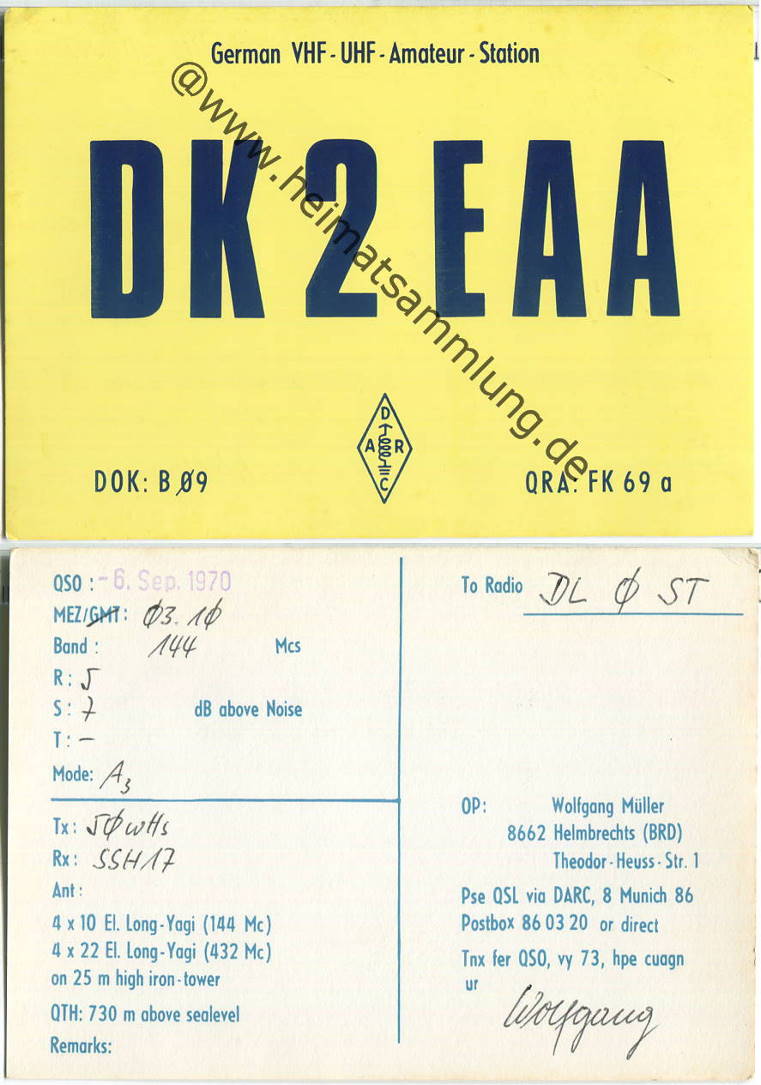 German VHF-UHF-Amateur-Station
DK2EAA
@www.heimatsammlung.de
D
A R
C
DOK: B Ø9
QRA: FK 69 a
QSO: -6. Sep. 1970
MEZ/GMT: Ø3.1Ø
Band: 144 Mcs
R: 5
S: 7 dB above Noise
T: -
Mode: A3
Tx: 5Ø wtts
Rx: SSH17
Ant:
4 x 10 El. Long-Yagi (144 Mc)
4 x 22 El. Long-Yagi (432 Mc)
on 25 m high iron-tower
QTH: 730 m above sealevel
Remarks:
To Radio DL Ø ST
OP: Wolfgang Müller
8662 Helmbrechts (BRD)
Theodor-Heuss-Str. 1
Pse QSL via DARC, 8 Munich 86
Postbox 86 03 20 or direct
Tnx fer QSO, vy 73, hpe cuagn
ur
Wolfgang